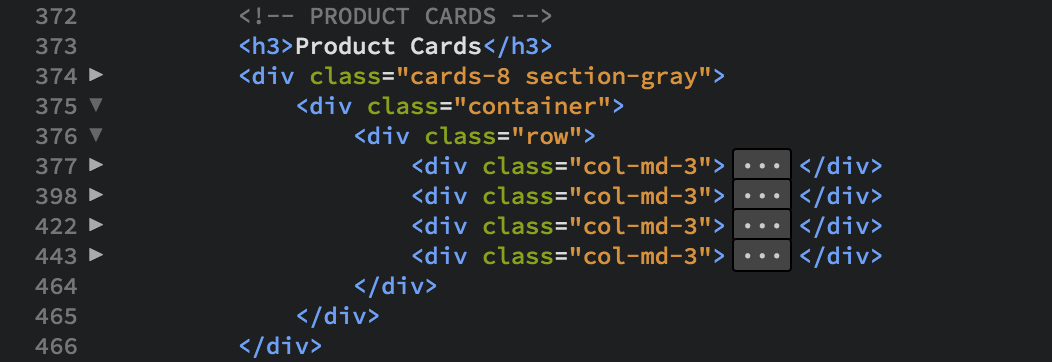 372 <!-- PRODUCT CARDS -->
373 <h3>Product Cards</h3>
374 <div class="cards-8 section-gray">
375 <div class="container">
376 <div class="row">
377 <div class="col-md-3"> ... </div>
398 <div class="col-md-3"> ... </div>
422 <div class="col-md-3"> ... </div>
443 <div class="col-md-3"> ... </div>
464 </div>
465 </div>
466 </div>